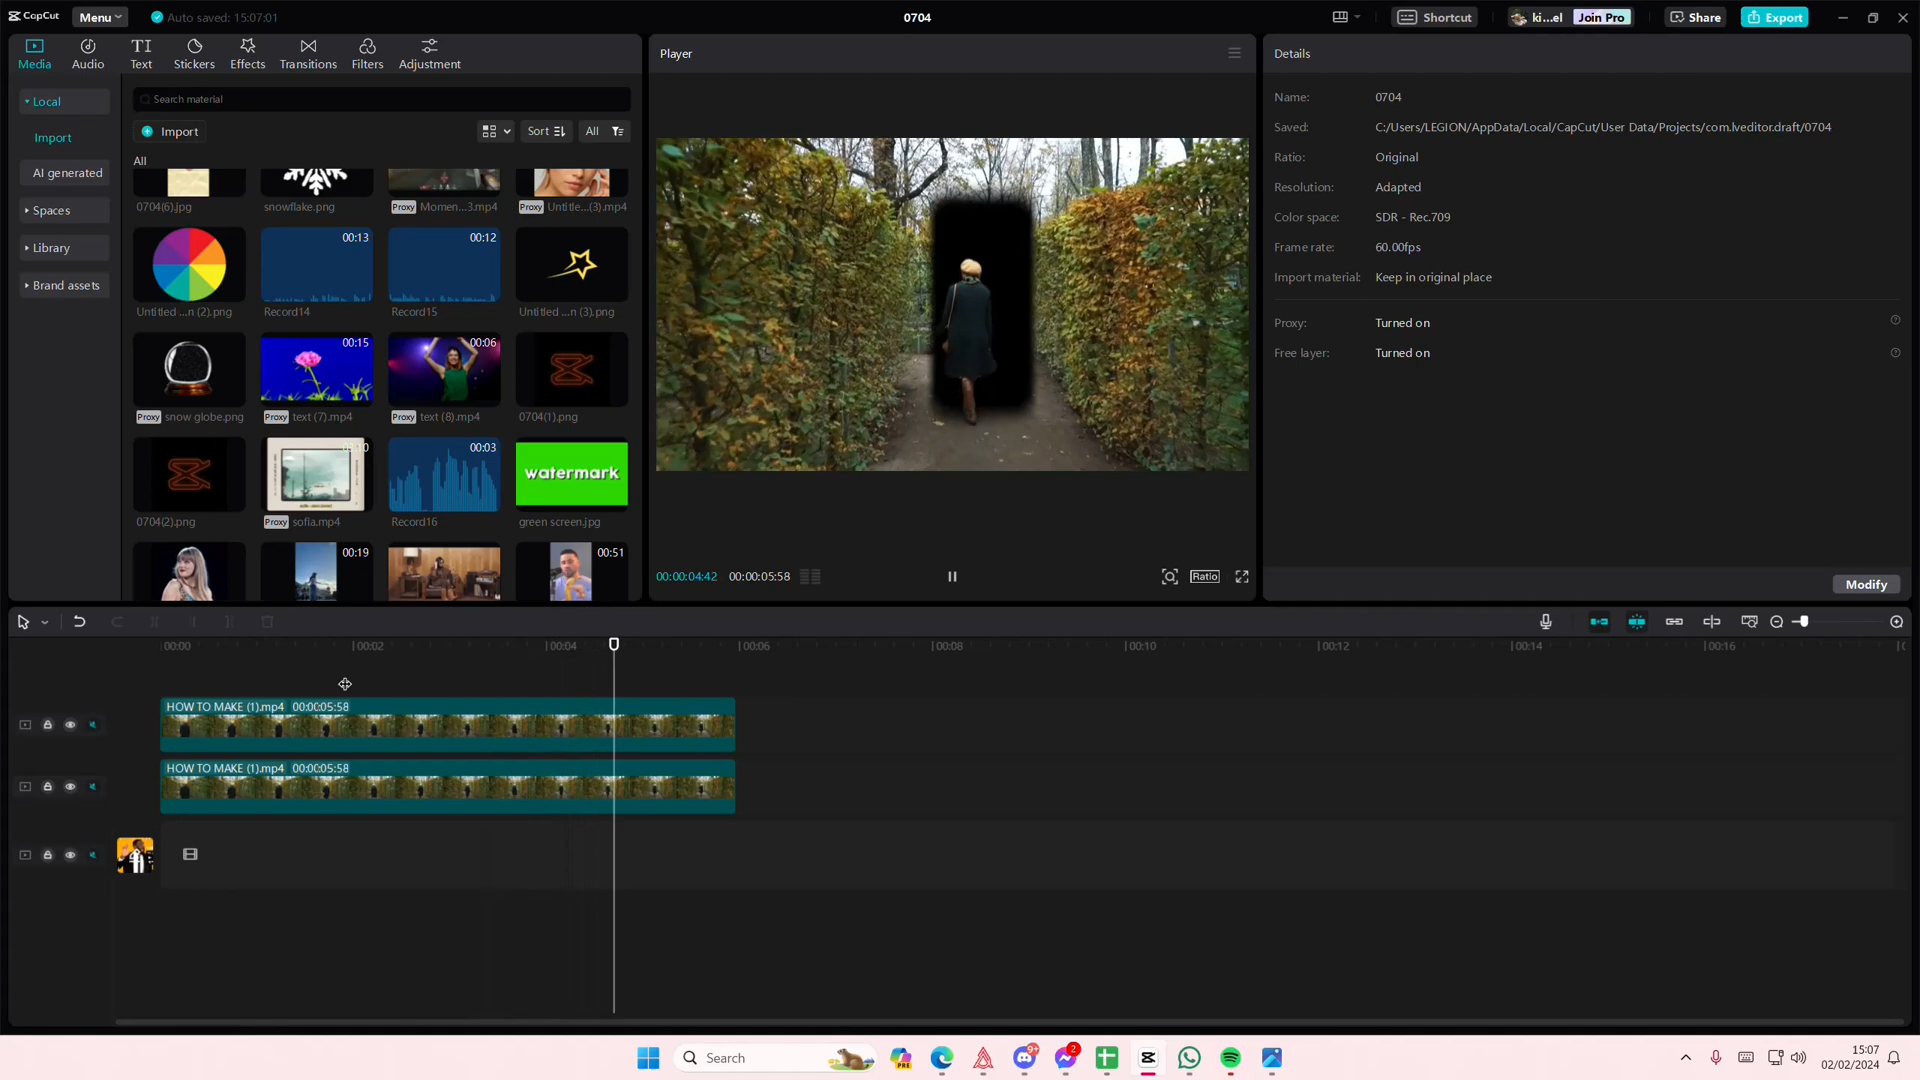 CapCut
Menu
Auto saved: 15:07:01
0704
Shortcut
ki...el
Join Pro
Share
Export
Media
Audio
Text
Stickers
Effects
Transitions
Filters
Adjustment
Player
Details
Local
Import
AI generated
Spaces
Library
Brand assets
Search material
Import
Sort
All
All
0704(6).jpg
snowflake.png
Proxy Momen...3.mp4
Proxy Untitle...(3).mp4
00:13
00:12
Untitled ...n (2).png
Record14
Record15
Untitled ...n (3).png
00:15
00:06
Proxy snow globe.png
Proxy text (7).mp4
Proxy text (8).mp4
0704(1).png
00:03
watermark
0704(2).png
Proxy sofia.mp4
Record16
green screen.jpg
00:19
00:51
00:00:04:42
00:00:05:58
Ratio
Name: 0704
Saved: C:/Users/LEGION/AppData/Local/CapCut/User Data/Projects/com.lveditor.draft/0704
Ratio: Original
Resolution: Adapted
Color space: SDR - Rec.709
Frame rate: 60.00fps
Import material: Keep in original place
Proxy: Turned on
Free layer: Turned on
Modify
00:00
00:02
00:04
00:06
00:08
00:10
00:12
00:14
00:16
HOW TO MAKE (1).mp4 00:00:05:58
HOW TO MAKE (1).mp4 00:00:05:58
Search
PRE
9+
2
15:07
02/02/2024